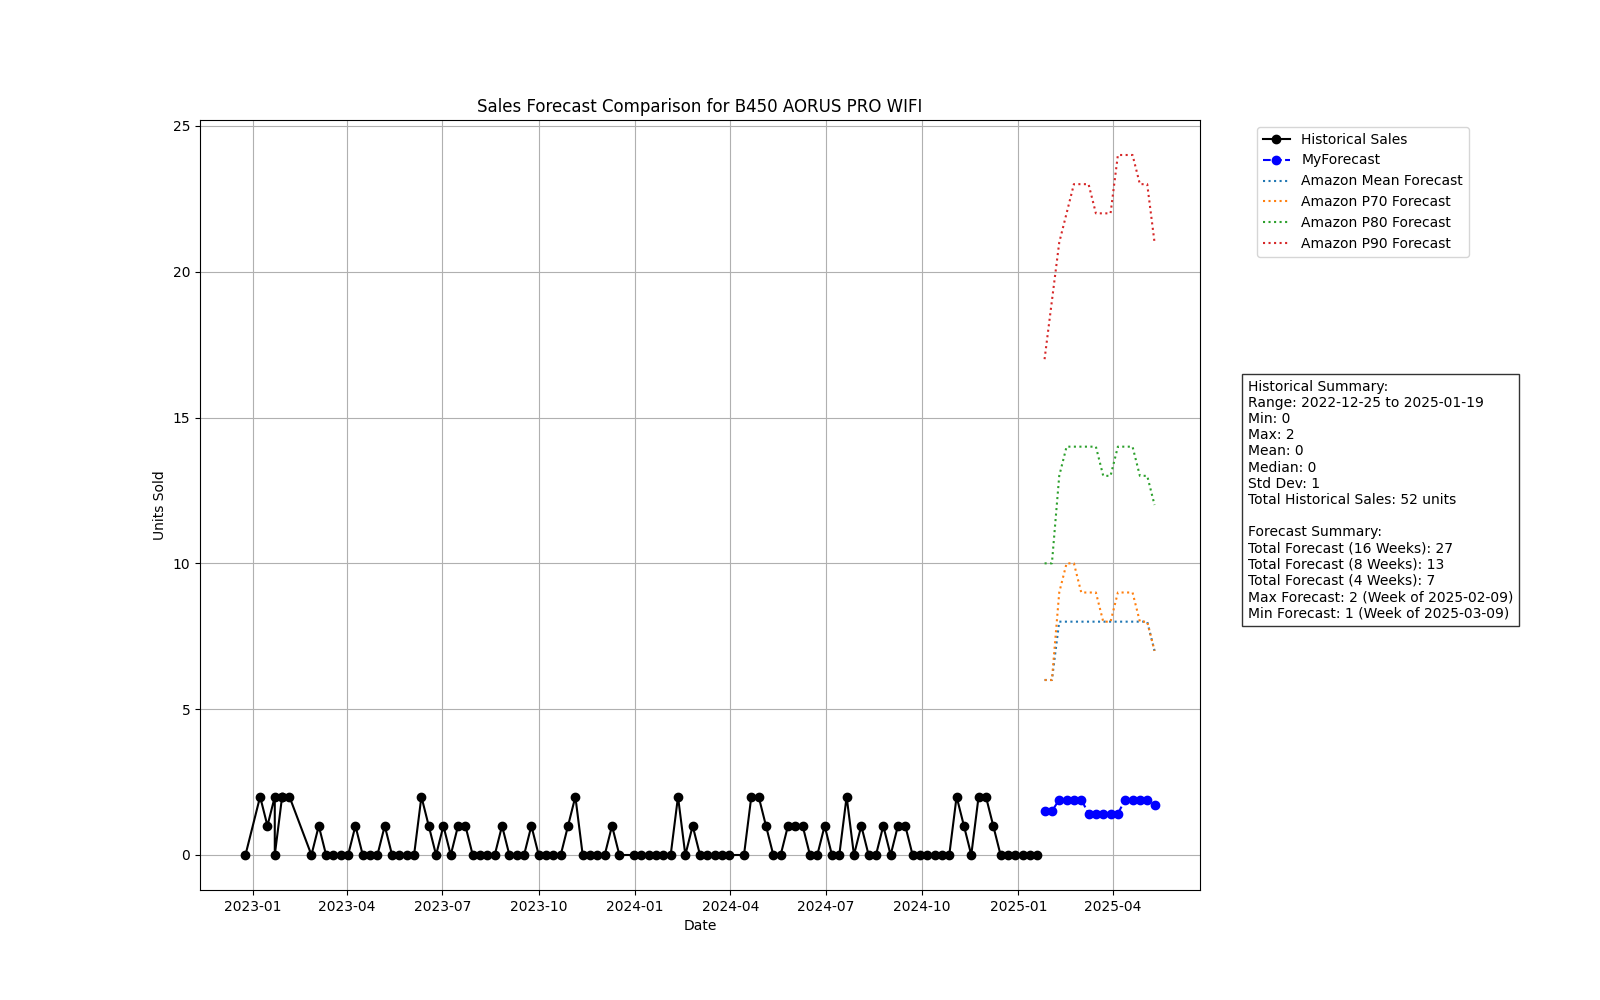 Sales Forecast Comparison for B450 AORUS PRO WIFI
25
20
15
10
5
0
Units Sold
2023-01
2023-04
2023-07
2023-10
2024-01
2024-04
2024-07
2024-10
2025-01
2025-04
Date
Historical Sales
MyForecast
Amazon Mean Forecast
Amazon P70 Forecast
Amazon P80 Forecast
Amazon P90 Forecast
Historical Summary:
Range: 2022-12-25 to 2025-01-19
Min: 0
Max: 2
Mean: 0
Median: 0
Std Dev: 1
Total Historical Sales: 52 units
Forecast Summary:
Total Forecast (16 Weeks): 27
Total Forecast (8 Weeks): 13
Total Forecast (4 Weeks): 7
Max Forecast: 2 (Week of 2025-02-09)
Min Forecast: 1 (Week of 2025-03-09)